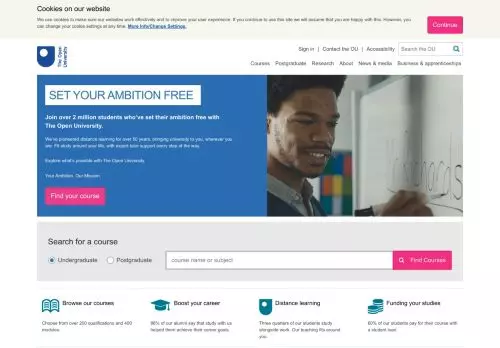 Cookies on our website
We use cookies to make sure our websites work effectively and to improve your user experience. If you continue to use this site we will assume that you are happy with this. However, you
can change your cookie settings at any time. More Info/Change Settings.
Continue
The Open
University
Sign in | Contact the OU | Accessibility
Search the OU
Courses Postgraduate Research About News & media Business & apprenticeships
SET YOUR AMBITION FREE
Join over 2 million students who've set their ambition free with
The Open University.
We've pioneered distance learning for over 50 years, bringing university to you, wherever you
are. Fit study around your life, with expert tutor support every step of the way.
Explore what's possible with The Open University.
Your Ambition. Our Mission.
Find your course
Search for a course
Undergraduate
Postgraduate
course name or subject
Find Courses
Browse our courses
Choose from over 200 qualifications and 400
modules.
Boost your career
86% of our alumni say that study with us
helped them achieve their career goals.
Distance learning
Three quarters of our students study
alongside work. Our teaching fits around
you.
Funding your studies
60% of our students pay for their course with
a student loan